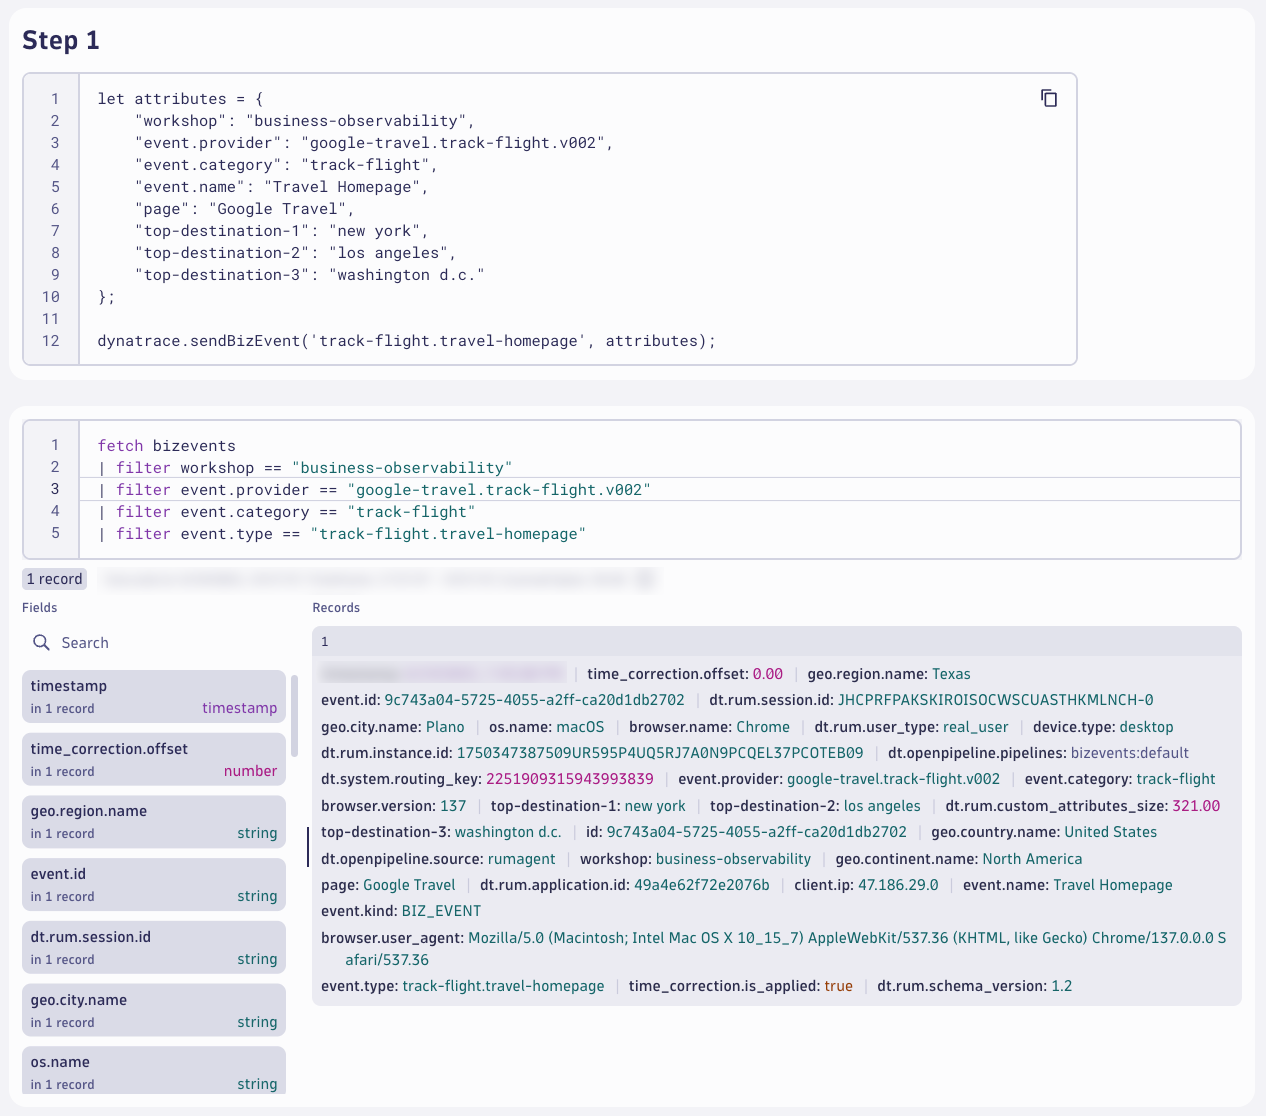 Step 1
1 let attributes = {
2 "workshop": "business-observability",
3 "event.provider": "google-travel.track-flight.v002",
4 "event.category": "track-flight",
5 "event.name": "Travel Homepage",
6 "page": "Google Travel",
7 "top-destination-1": "new york",
8 "top-destination-2": "los angeles",
9 "top-destination-3": "washington d.c."
10 };
11
12 dynatrace.sendBizEvent('track-flight.travel-homepage', attributes);
1 fetch bizevents
2 | filter workshop == "business-observability"
3 | filter event.provider == "google-travel.track-flight.v002"
4 | filter event.category == "track-flight"
5 | filter event.type == "track-flight.travel-homepage"
1 record
Fields
Search
timestamp
in 1 record timestamp
time_correction.offset
in 1 record number
geo.region.name
in 1 record string
event.id
in 1 record string
dt.rum.session.id
in 1 record string
geo.city.name
in 1 record string
os.name
in 1 record string
Records
1
| time_correction.offset: 0.00 | geo.region.name: Texas
event.id: 9c743a04-5725-4055-a2ff-ca20d1db2702 | dt.rum.session.id: JHCPRFPAKSKIROISOCWSCUASTHKMLNCH-0
geo.city.name: Plano | os.name: macOS | browser.name: Chrome | dt.rum.user_type: real_user | device.type: desktop
dt.rum.instance.id: 1750347387509UR595P4UQ5RJ7A0N9PCQEL37PCOTEB09 | dt.openpipeline.pipelines: bizevents:default
dt.system.routing_key: 2251909315943993839 | event.provider: google-travel.track-flight.v002 | event.category: track-flight
browser.version: 137 | top-destination-1: new york | top-destination-2: los angeles | dt.rum.custom_attributes_size: 321.00
top-destination-3: washington d.c. | id: 9c743a04-5725-4055-a2ff-ca20d1db2702 | geo.country.name: United States
dt.openpipeline.source: rumagent | workshop: business-observability | geo.continent.name: North America
page: Google Travel | dt.rum.application.id: 49a4e62f72e2076b | client.ip: 47.186.29.0 | event.name: Travel Homepage
event.kind: BIZ_EVENT
browser.user_agent: Mozilla/5.0 (Macintosh; Intel Mac OS X 10_15_7) AppleWebKit/537.36 (KHTML, like Gecko) Chrome/137.0.0.0 S
afari/537.36
event.type: track-flight.travel-homepage | time_correction.is_applied: true | dt.rum.schema_version: 1.2